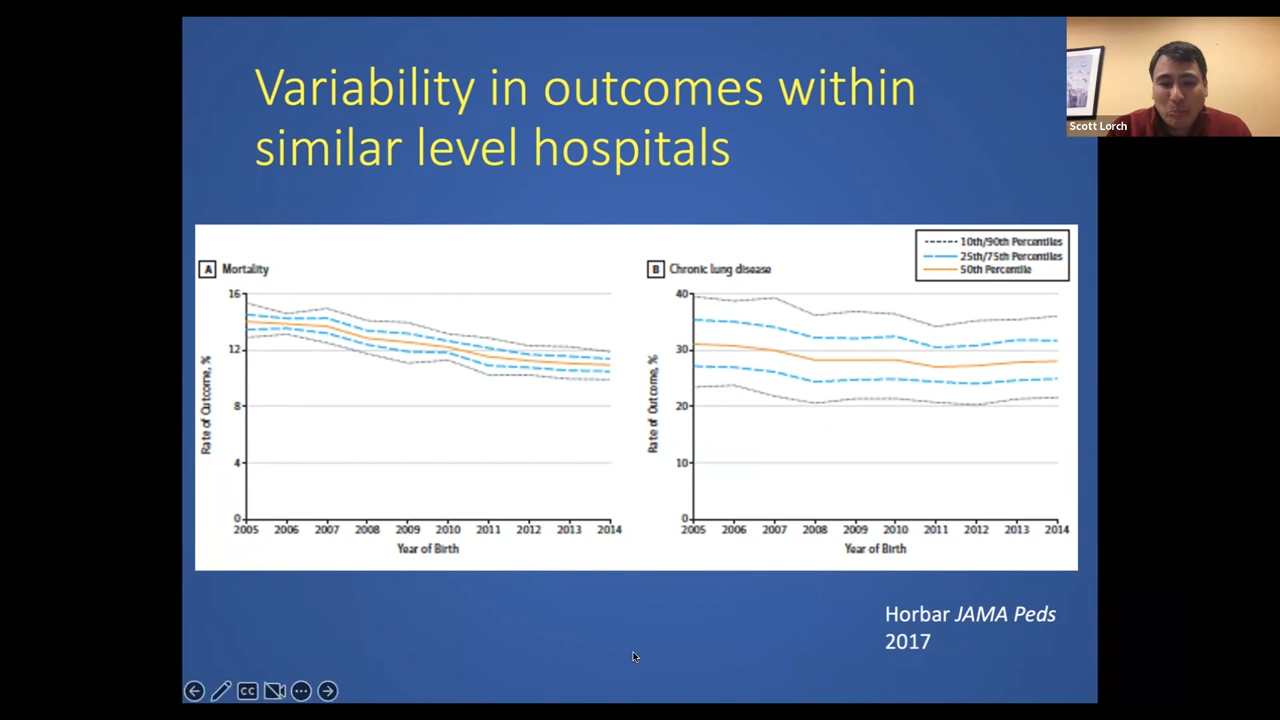 Variability in outcomes within
similar level hospitals
Scott Lorch
10th/90th Percentiles
25th/75th Percentiles
50th Percentile
A Mortality
Rate of Outcome, %
16
12
8
4
0
2005 2006 2007 2008 2009 2010 2011 2012 2013 2014
Year of Birth
B Chronic lung disease
Rate of Outcome, %
40
30
20
10
0
2005 2006 2007 2008 2009 2010 2011 2012 2013 2014
Year of Birth
Horbar JAMA Peds
2017
CC